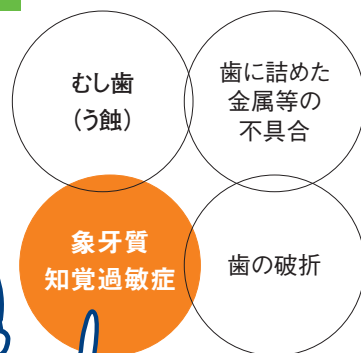 むし歯
（う蝕）
歯に詰めた
金属等の
不具合
象牙質
知覚過敏症
歯の破折